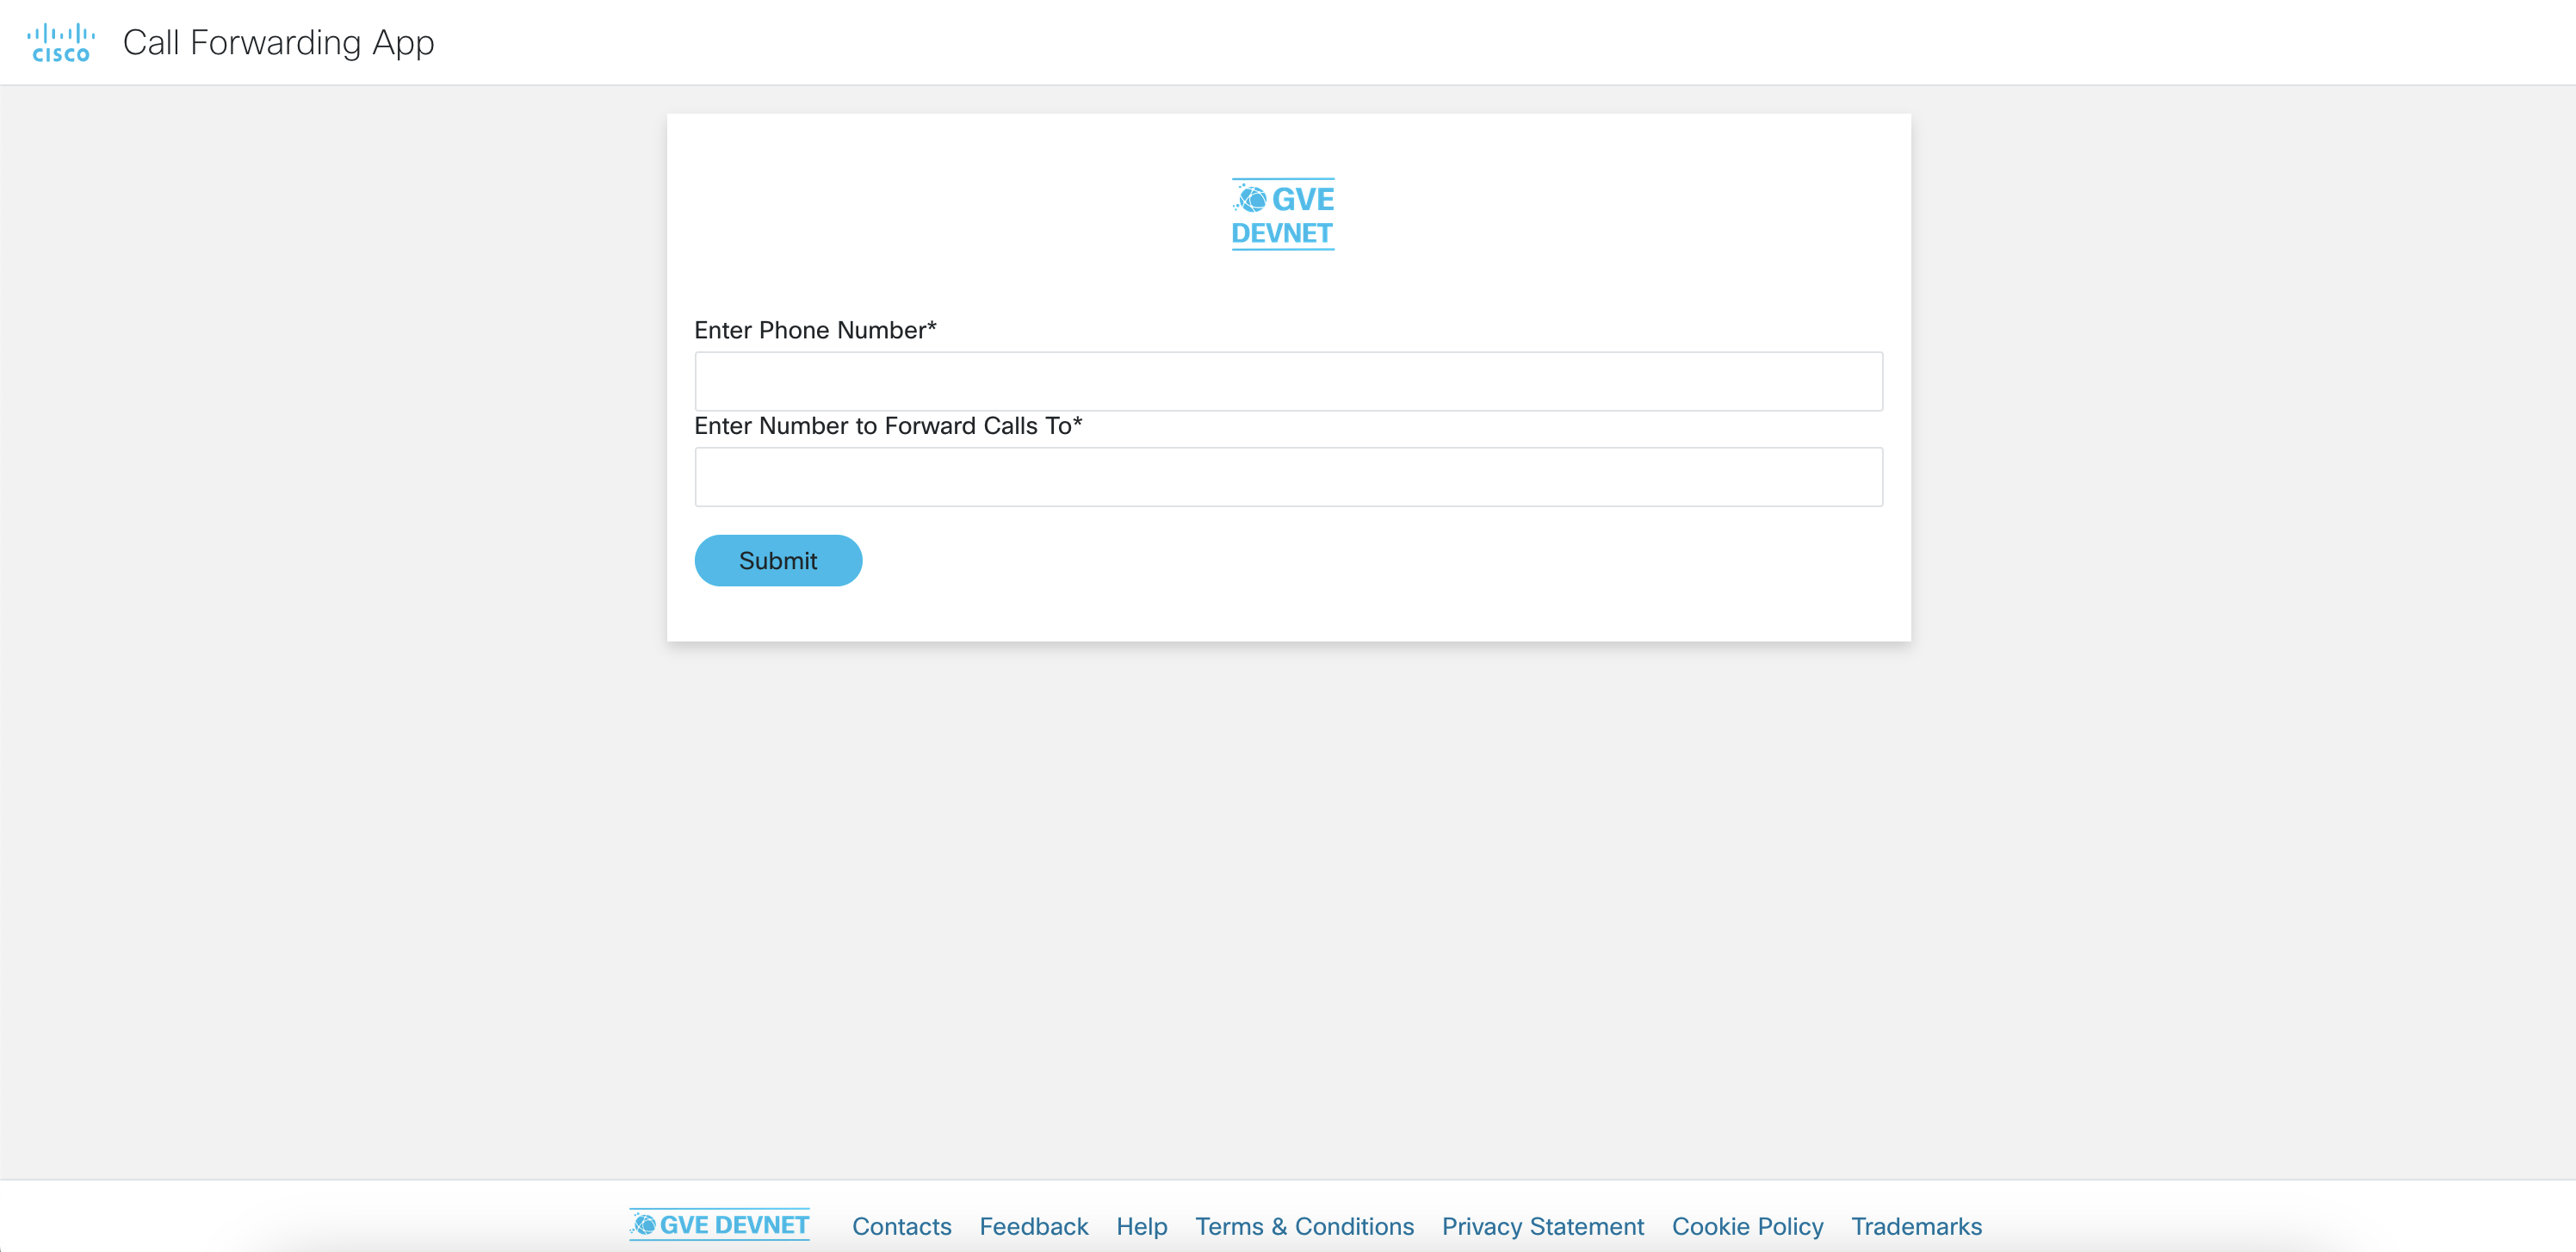 CISCO Call Forwarding App
GVE
DEVNET
Enter Phone Number*
Enter Number to Forward Calls To*
Submit
GVE DEVNET Contacts Feedback Help Terms & Conditions Privacy Statement Cookie Policy Trademarks